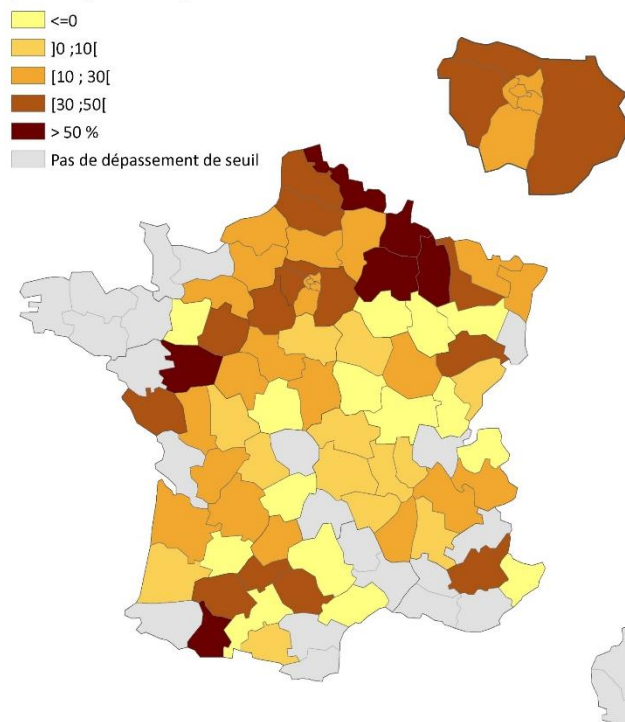 <=0
]0 ;10[
[10 ; 30[
[30 ;50[
> 50 %
Pas de dépassement de seuil